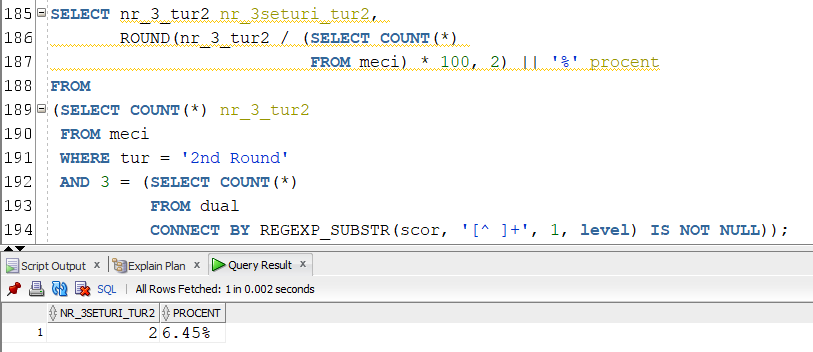 185 SELECT nr_3_tur2 nr_3seturi_tur2,
186 ROUND(nr_3_tur2 / (SELECT COUNT(*)
187 FROM meci) * 100, 2) || '%' procent
188 FROM
189 (SELECT COUNT(*) nr_3_tur2
190 FROM meci
191 WHERE tur = '2nd Round'
192 AND 3 = (SELECT COUNT(*)
193 FROM dual
194 CONNECT BY REGEXP_SUBSTR(scor, '[^ ]+', 1, level) IS NOT NULL));
Script Output x Explain Plan x Query Result x
SQL | All Rows Fetched: 1 in 0.002 seconds
NR_3SETURI_TUR2 PROCENT
1 2 6.45%